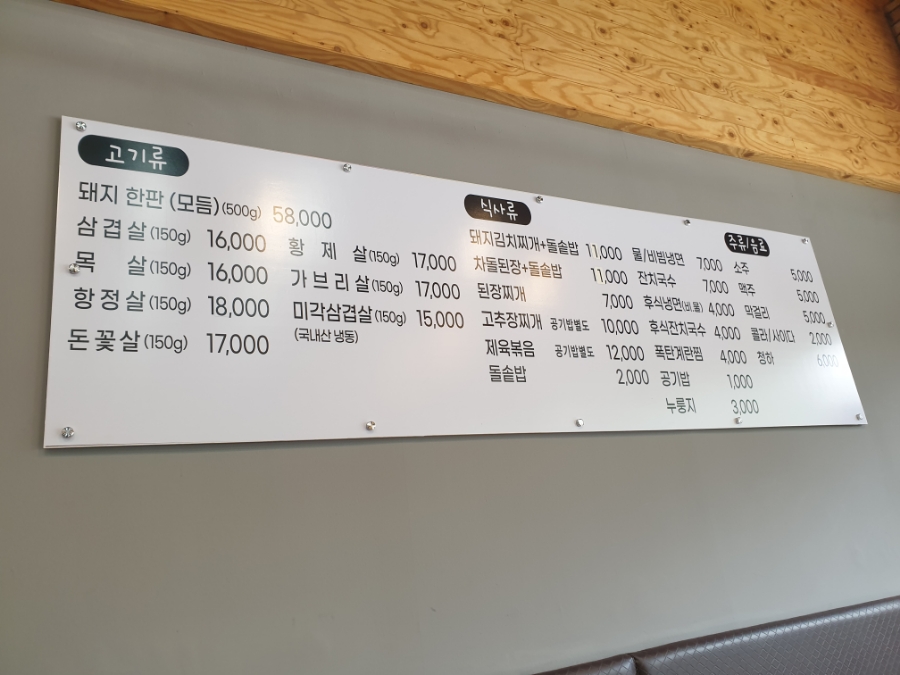 고기류
돼지 한판 (모듬) (500g) 58,000
삼겹살 (150g) 16,000
목 살 (150g) 16,000
항정살 (150g) 18,000
돈꽃살 (150g) 17,000
황 제 살 (150g) 17,000
가브리살 (150g) 17,000
미각삼겹살 (150g) 15,000
(국내산 냉동)
식사류
돼지김치찌개+돌솥밥 11,000
차돌된장+돌솥밥 11,000
된장찌개 7,000
고추장찌개 공기밥별도 10,000
제육볶음 공기밥별도 12,000
돌솥밥 2,000
물/비빔냉면 7,000
잔치국수 7,000
후식냉면(비,물) 4,000
후식잔치국수 4,000
폭탄계란찜 4,000
공기밥 1,000
누룽지 3,000
주류/음료
소주 5,000
맥주 5,000
막걸리 5,000
콜라/사이다 2,000
청하 6,000